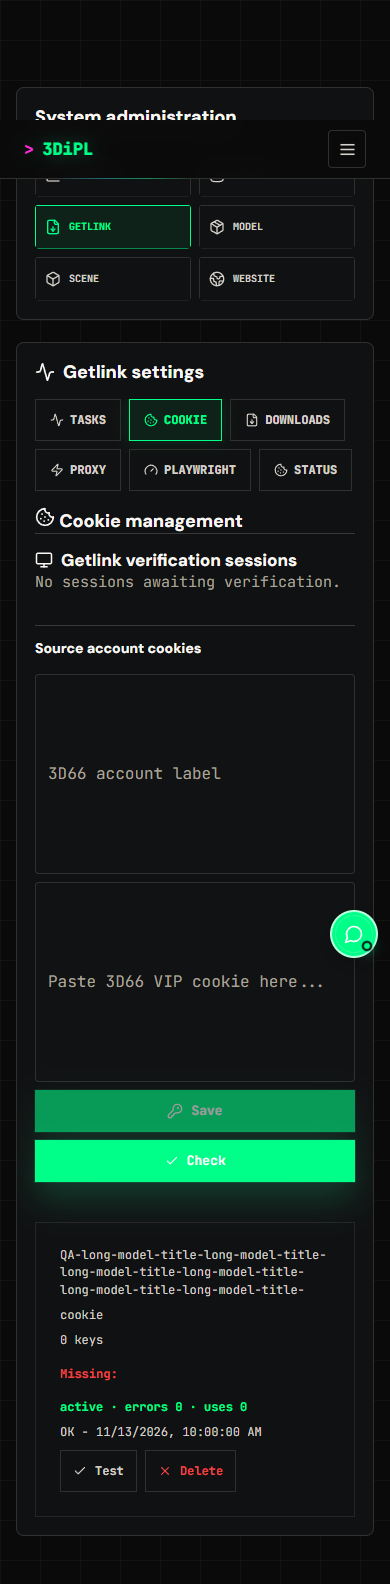 System administration
> 3DiPL
GETLINK
MODEL
SCENE
WEBSITE
Getlink settings
TASKS
COOKIE
DOWNLOADS
PROXY
PLAYWRIGHT
STATUS
Cookie management
Getlink verification sessions
No sessions awaiting verification.
Source account cookies
3D66 account label
Paste 3D66 VIP cookie here...
Save
Check
QA-long-model-title-long-model-title-
long-model-title-long-model-title-
long-model-title-long-model-title-
cookie
0 keys
Missing:
active · errors 0 · uses 0
OK - 11/13/2026, 10:00:00 AM
Test
Delete